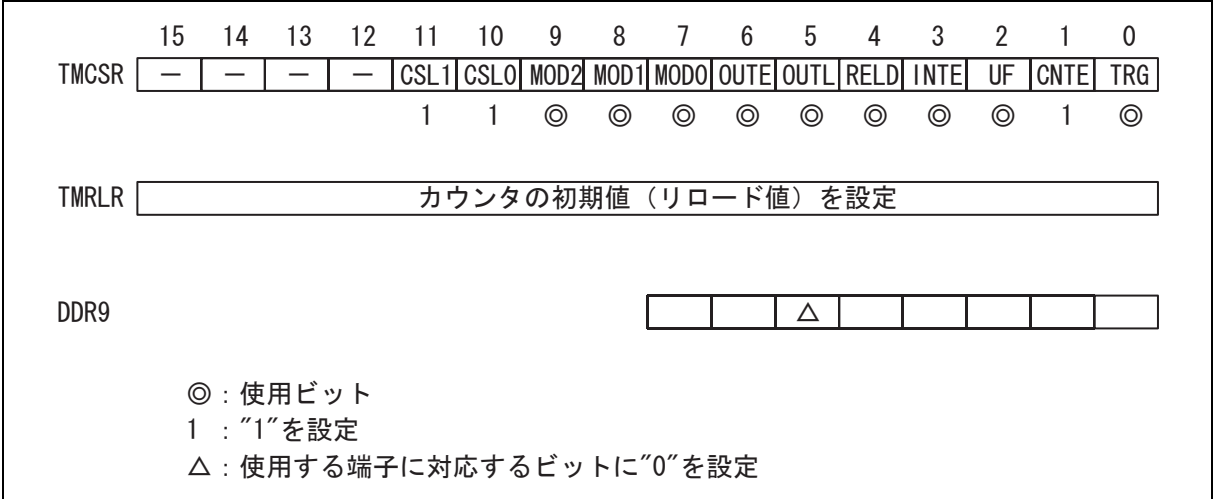 15 14 13 12 11 10 9 8 7 6 5 4 3 2 1 0
TMCSR － － － － CSL1 CSL0 MOD2 MOD1 MOD0 OUTE OUTL RELD INTE UF CNTE TRG
1 1 ◎ ◎ ◎ ◎ ◎ ◎ ◎ ◎ 1 ◎
TMRLR カウンタの初期値（リロード値）を設定
DDR9 △
◎：使用ビット
1 ："1"を設定
△：使用する端子に対応するビットに"0"を設定